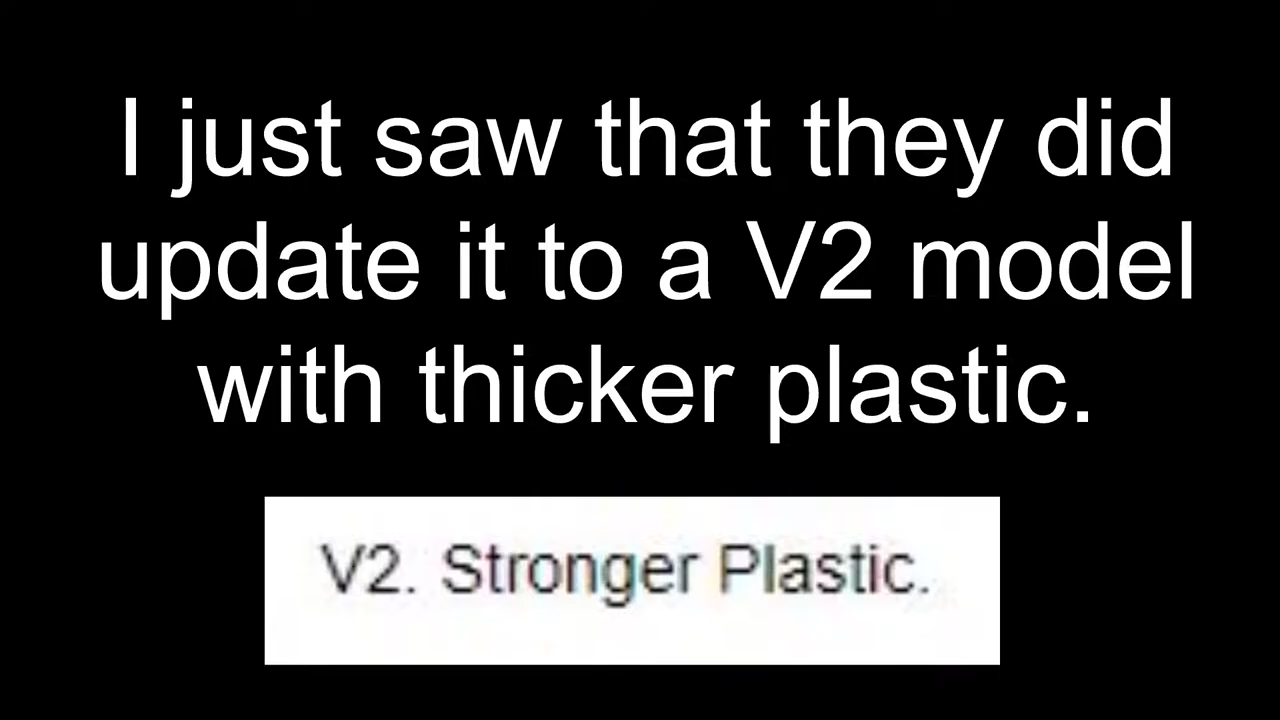 I just saw that they did
update it to a V2 model
with thicker plastic.
V2. Stronger Plastic.